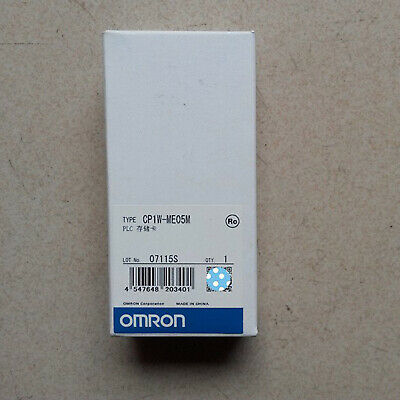 TYPE CP1W-ME05M
PLC 存储卡
Ro
LOT No 07115S QTY 1
4 547648 203401
OMRON Corporation MADE IN CHINA
OMRON